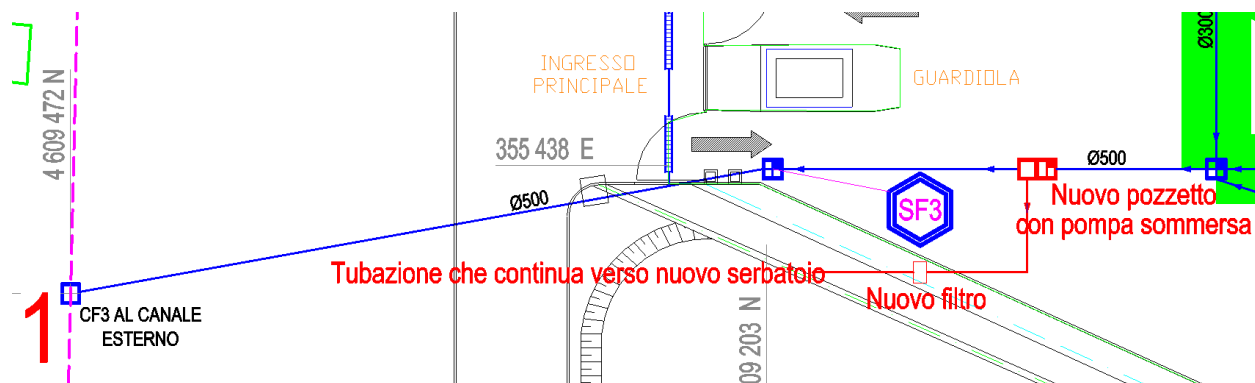 Ø300
INGRESSO
PRINCIPALE
GUARDIOLA
4 609 472 N
355 438 E
Ø500
Ø500
SF3
Nuovo pozzetto
con pompa sommersa
Tubazione che continua verso nuovo serbatoio
Nuovo filtro
1
CF3 AL CANALE
ESTERNO
09 203 N